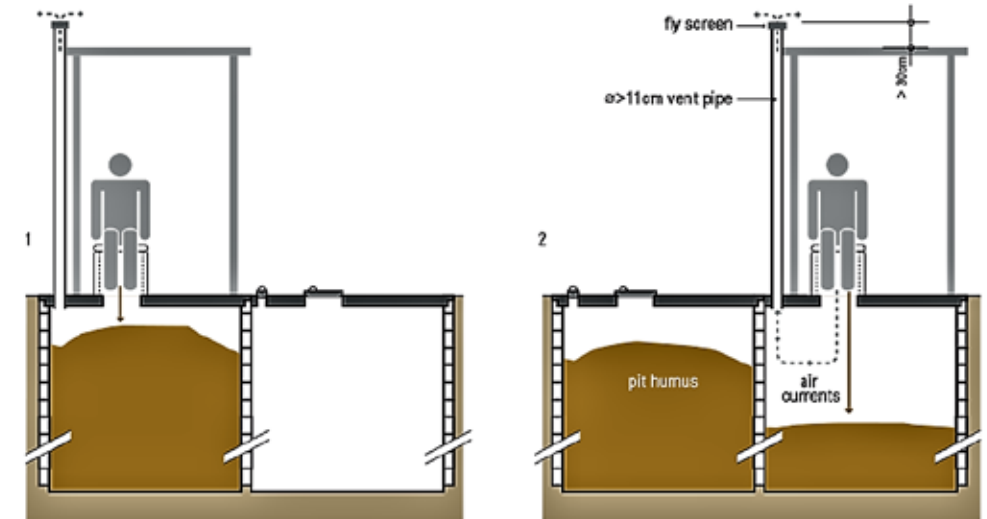 fly screen
> 30cm
ø>11cm vent pipe
1
2
pit humus
air
currents